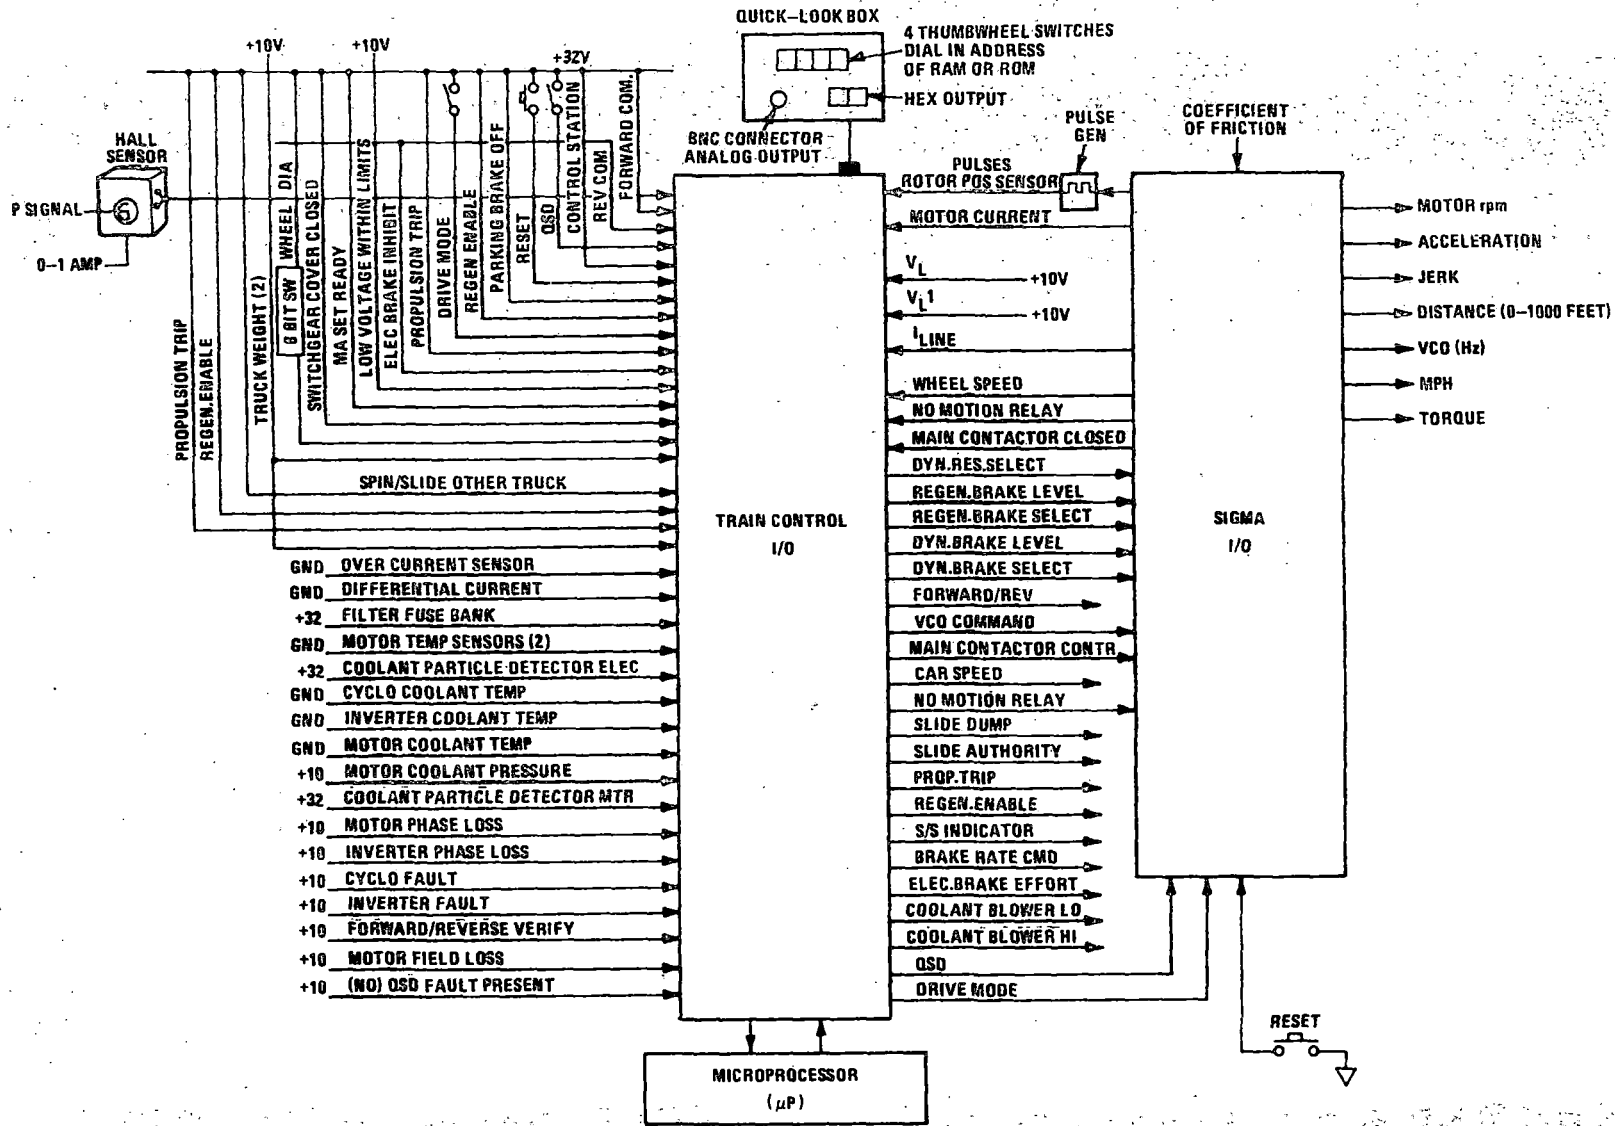 QUICK–LOOK BOX
4 THUMBWHEEL SWITCHES
DIAL IN ADDRESS
OF RAM OR ROM
HEX OUTPUT
BNC CONNECTOR
ANALOG OUTPUT
+10V
+10V
+32V
HALL
SENSOR
P SIGNAL
0–1 AMP
PROPULSION TRIP
REGEN.ENABLE
TRUCK WEIGHT (2)
6 BIT SW
WHEEL DIA
SWITCHGEAR COVER CLOSED
MA SET READY
LOW VOLTAGE WITHIN LIMITS
ELEC BRAKE INHIBIT
PROPULSION TRIP
DRIVE MODE
REGEN ENABLE
PARKING BRAKE OFF
RESET
QSD
CONTROL STATION
REV COM
FORWARD COM.
PULSE
GEN
COEFFICIENT
OF FRICTION
PULSES
ROTOR POS SENSOR
MOTOR CURRENT
VL
+10V
VL1
+10V
ILINE
WHEEL SPEED
NO MOTION RELAY
MAIN CONTACTOR CLOSED
DYN.RES.SELECT
REGEN.BRAKE LEVEL
REGEN.BRAKE SELECT
DYN.BRAKE LEVEL
DYN.BRAKE SELECT
FORWARD/REV
VCO COMMAND
MAIN CONTACTOR CONTR
CAR SPEED
NO MOTION RELAY
SLIDE DUMP
SLIDE AUTHORITY
PROP.TRIP
REGEN.ENABLE
S/S INDICATOR
BRAKE RATE CMD
ELEC.BRAKE EFFORT
COOLANT BLOWER LO
COOLANT BLOWER HI
QSD
DRIVE MODE
MOTOR rpm
ACCELERATION
JERK
DISTANCE (0–1000 FEET)
VCO (Hz)
MPH
TORQUE
SPIN/SLIDE OTHER TRUCK
TRAIN CONTROL
I/O
SIGMA
I/O
GND OVER CURRENT SENSOR
GND DIFFERENTIAL CURRENT
+32 FILTER FUSE BANK
GND MOTOR TEMP SENSORS (2)
+32 COOLANT PARTICLE DETECTOR ELEC
GND CYCLO COOLANT TEMP
GND INVERTER COOLANT TEMP
GND MOTOR COOLANT TEMP
+10 MOTOR COOLANT PRESSURE
+32 COOLANT PARTICLE DETECTOR MTR
+10 MOTOR PHASE LOSS
+10 INVERTER PHASE LOSS
+10 CYCLO FAULT
+10 INVERTER FAULT
+10 FORWARD/REVERSE VERIFY
+10 MOTOR FIELD LOSS
+10 (NO) QSD FAULT PRESENT
RESET
MICROPROCESSOR
(μP)